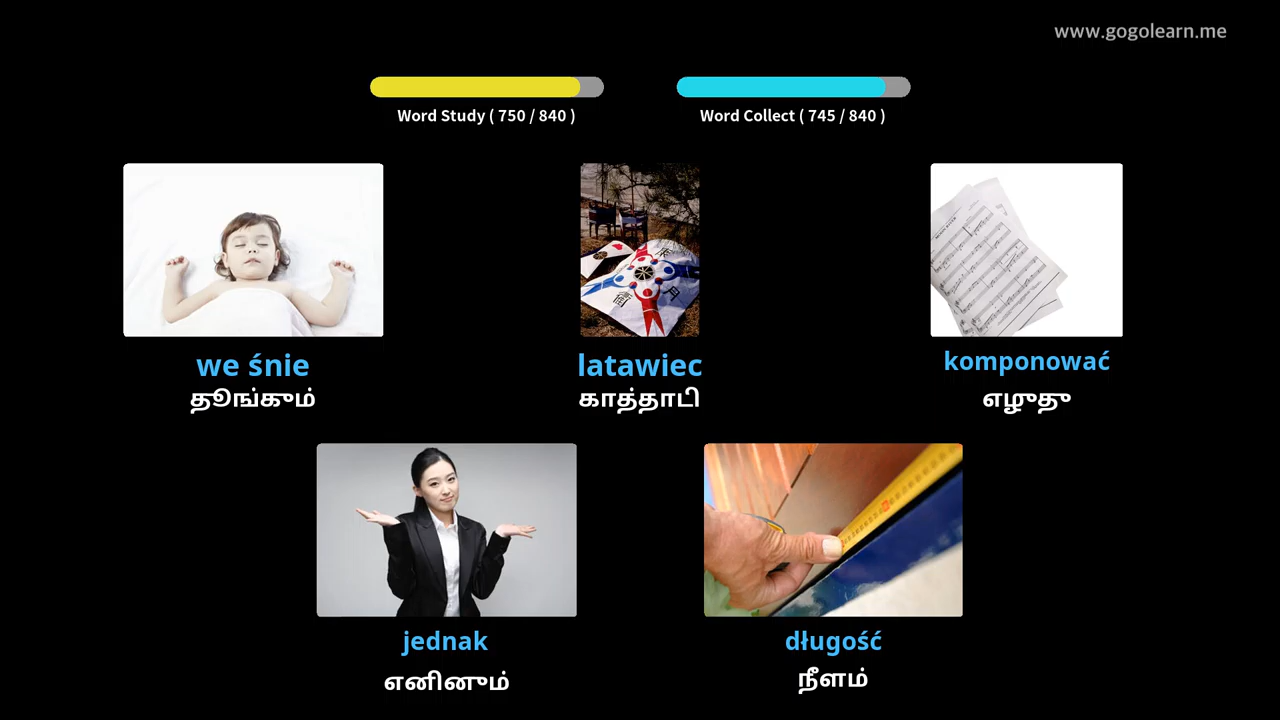 www.gogolearn.me
Word Study ( 750 / 840 )
Word Collect ( 745 / 840 )
we śnie
தூங்கும்
latawiec
காத்தாடி
komponować
எழுது
jednak
எனினும்
długość
நீளம்